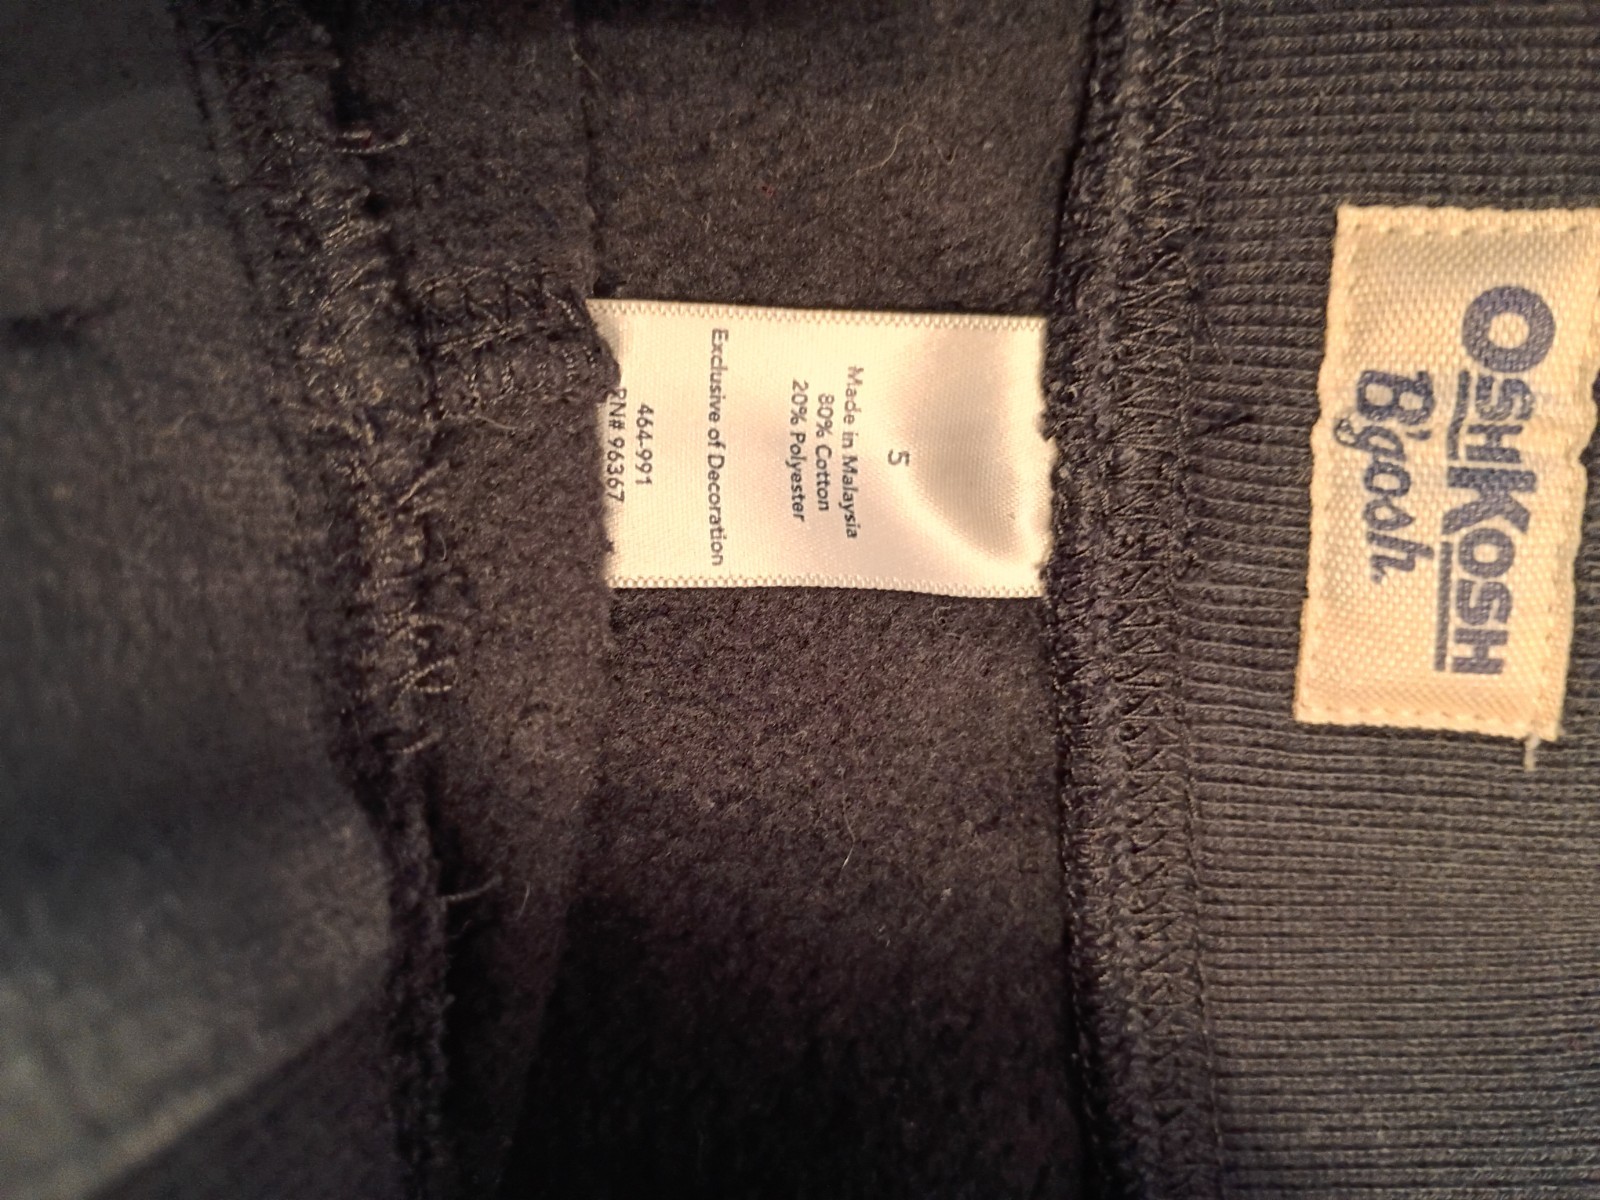 OSHKOSH
B'gosh
5
Made in Malaysia
80% Cotton
20% Polyester
Exclusive of Decoration
464-991
RN# 96367